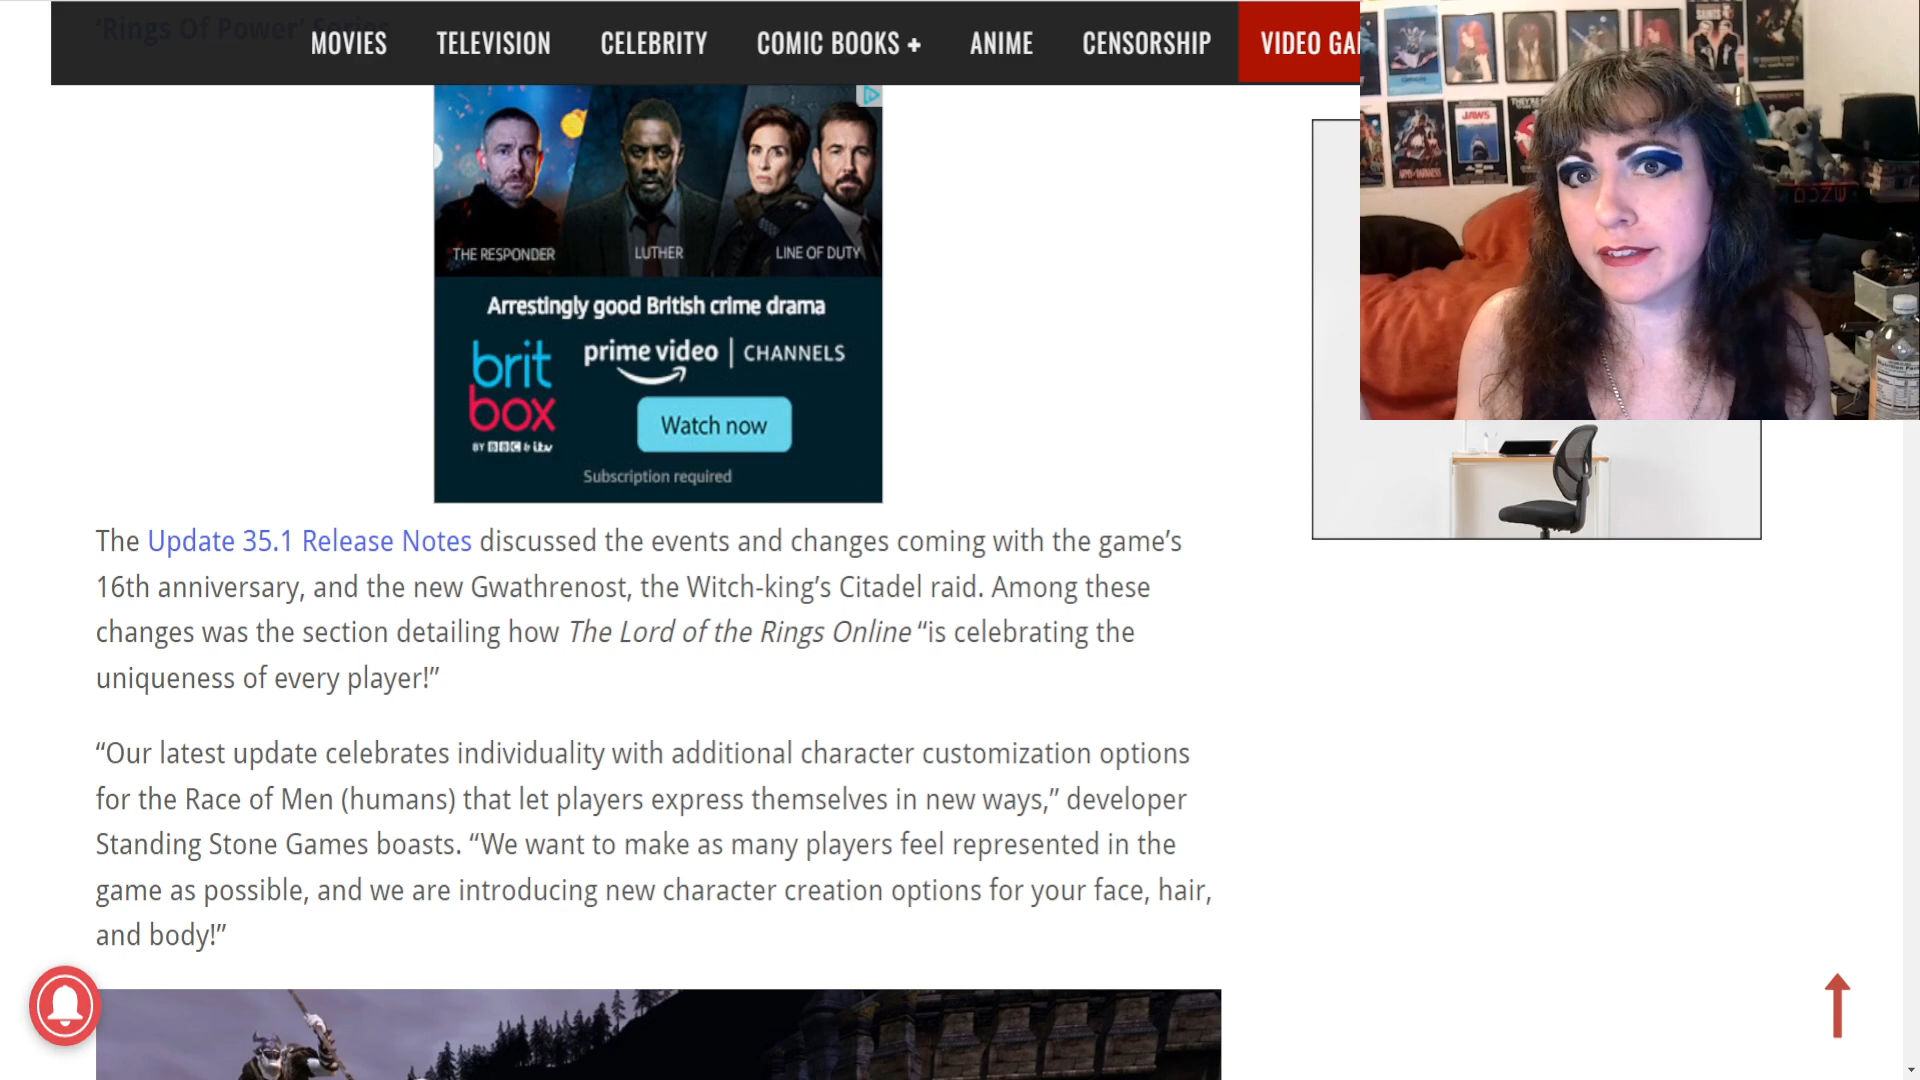 'Rings Of Power' Series
MOVIES TELEVISION CELEBRITY COMIC BOOKS + ANIME CENSORSHIP VIDEO GA
THE RESPONDER LUTHER LINE OF DUTY
Arrestingly good British crime drama
brit box
BY BBC & itv
prime video | CHANNELS
Watch now
Subscription required
JAWS
ARMY of DARKNESS
The Update 35.1 Release Notes discussed the events and changes coming with the game's
16th anniversary, and the new Gwathrenost, the Witch-king's Citadel raid. Among these
changes was the section detailing how The Lord of the Rings Online “is celebrating the
uniqueness of every player!”
“Our latest update celebrates individuality with additional character customization options
for the Race of Men (humans) that let players express themselves in new ways,” developer
Standing Stone Games boasts. “We want to make as many players feel represented in the
game as possible, and we are introducing new character creation options for your face, hair,
and body!”